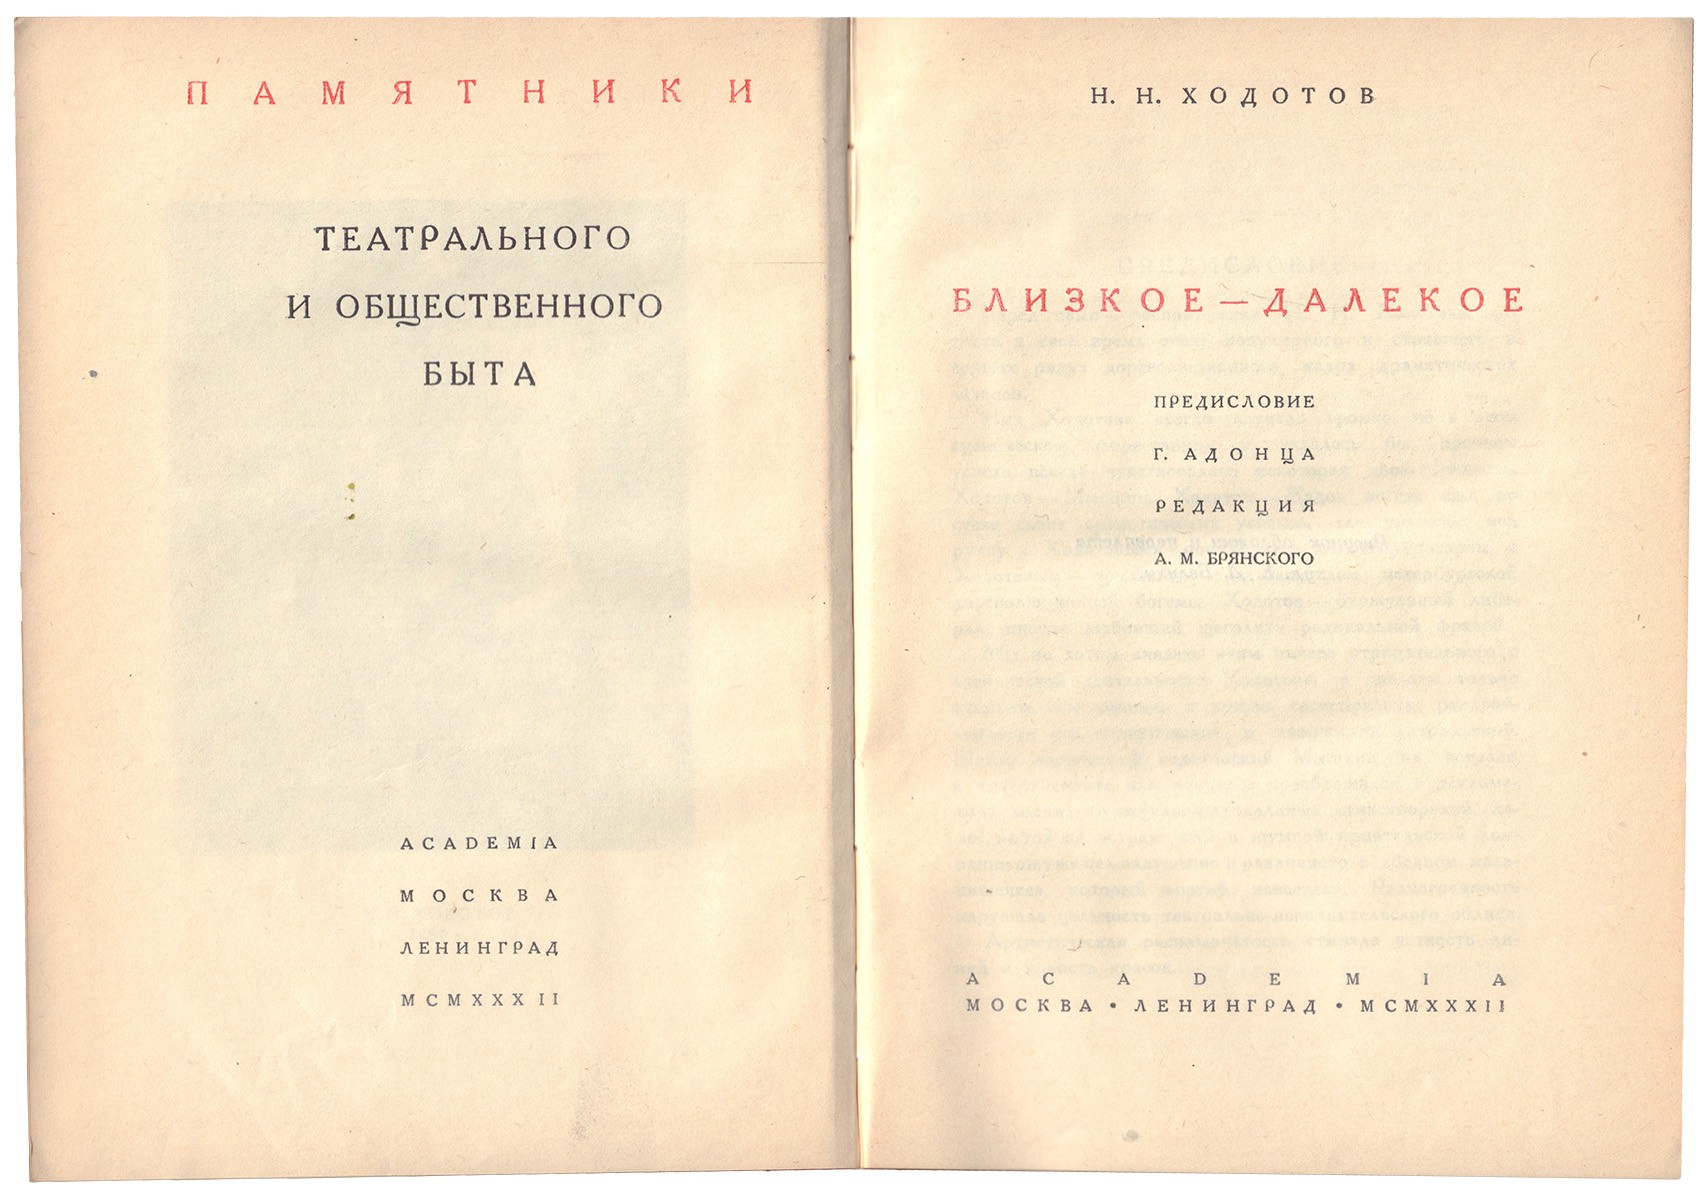 ПАМЯТНИКИ
ТЕАТРАЛЬНОГО
И ОБЩЕСТВЕННОГО
БЫТА
ACADEMIA
МОСКВА
ЛЕНИНГРАД
MCMXXXII
Н. Н. ХОДОТОВ
БЛИЗКОЕ — ДАЛЕКОЕ
ПРЕДИСЛОВИЕ
Г. АДОНЦА
РЕДАКЦИЯ
А. М. БРЯНСКОГО
ACADEMIA
МОСКВА • ЛЕНИНГРАД • MCMXXXII